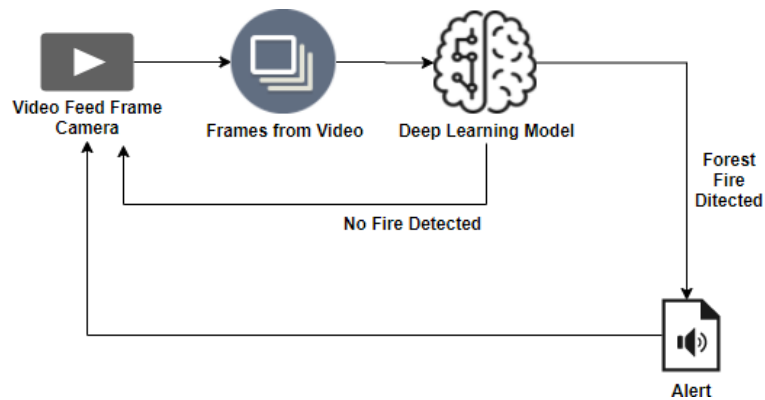 Video Feed Frame
Camera
Frames from Video
Deep Learning Model
No Fire Detected
Forest
Fire
Ditected
Alert